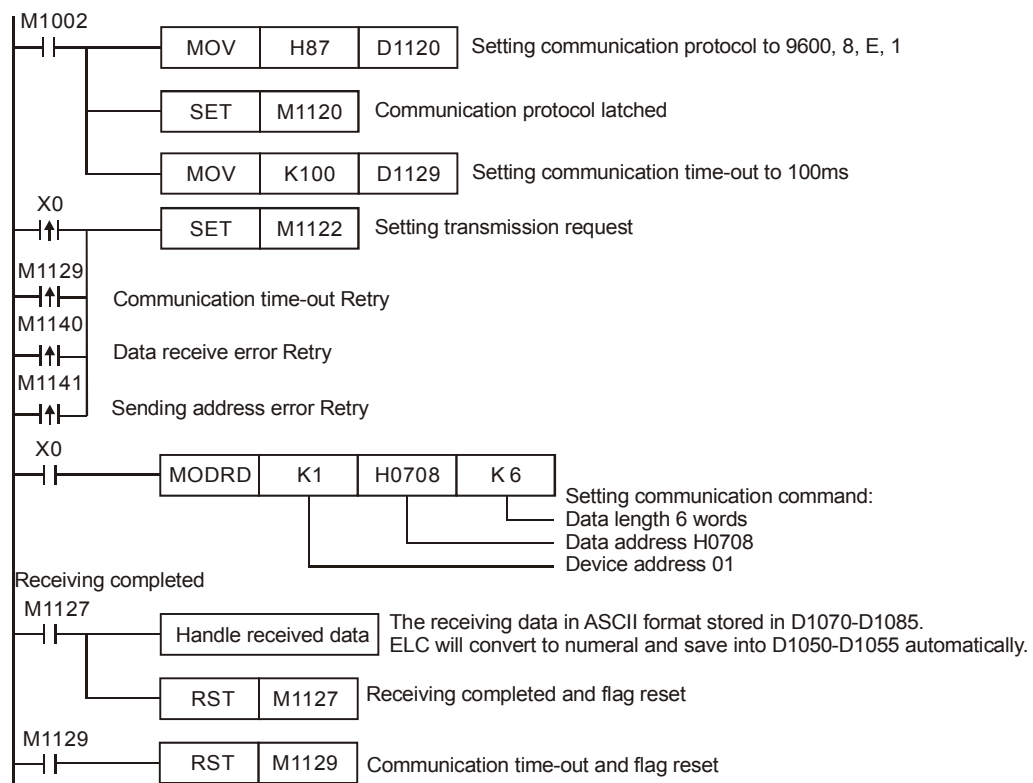 M1002
MOV H87 D1120 Setting communication protocol to 9600, 8, E, 1
SET M1120 Communication protocol latched
MOV K100 D1129 Setting communication time-out to 100ms
X0
SET M1122 Setting transmission request
M1129
Communication time-out Retry
M1140
Data receive error Retry
M1141
Sending address error Retry
X0
MODRD K1 H0708 K 6
Setting communication command:
Data length 6 words
Data address H0708
Device address 01
Receiving completed
M1127
Handle received data
The receiving data in ASCII format stored in D1070-D1085.
ELC will convert to numeral and save into D1050-D1055 automatically.
RST M1127 Receiving completed and flag reset
M1129
RST M1129 Communication time-out and flag reset